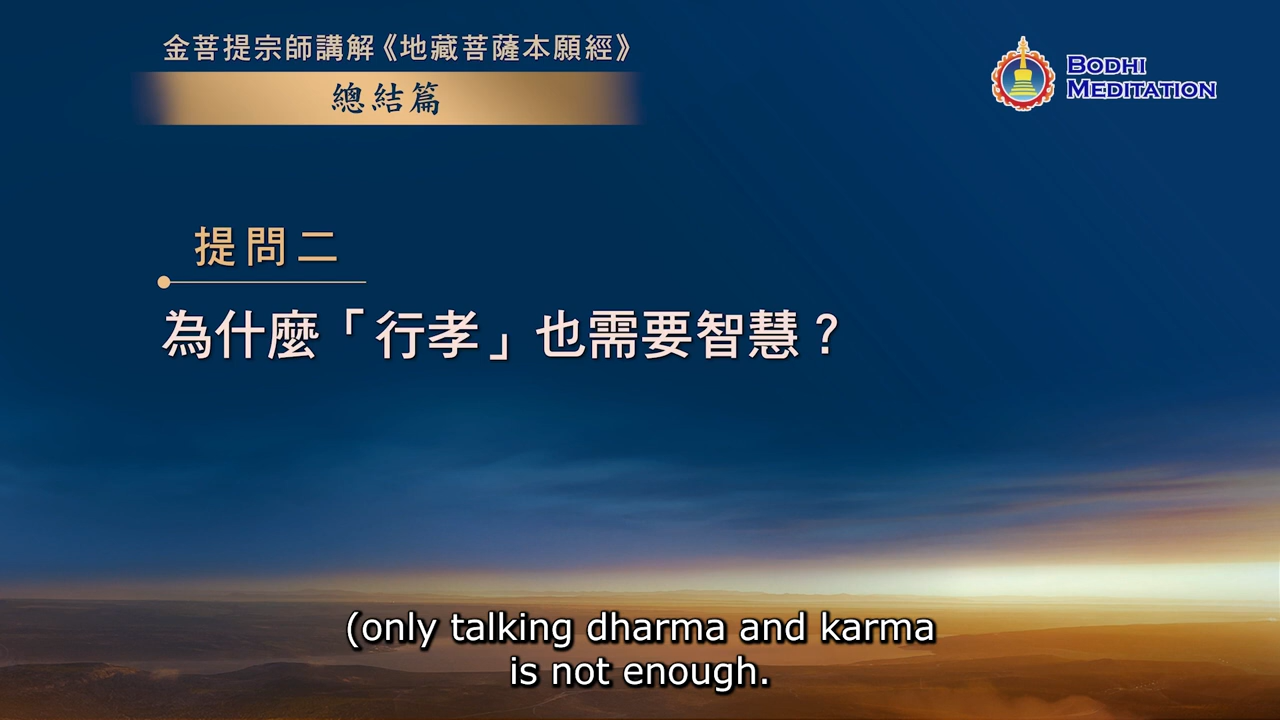 金菩提宗師講解《地藏菩薩本願經》
總結篇
BODHI
MEDITATION
提問二
為什麼「行孝」也需要智慧？
(only talking dharma and karma
is not enough.